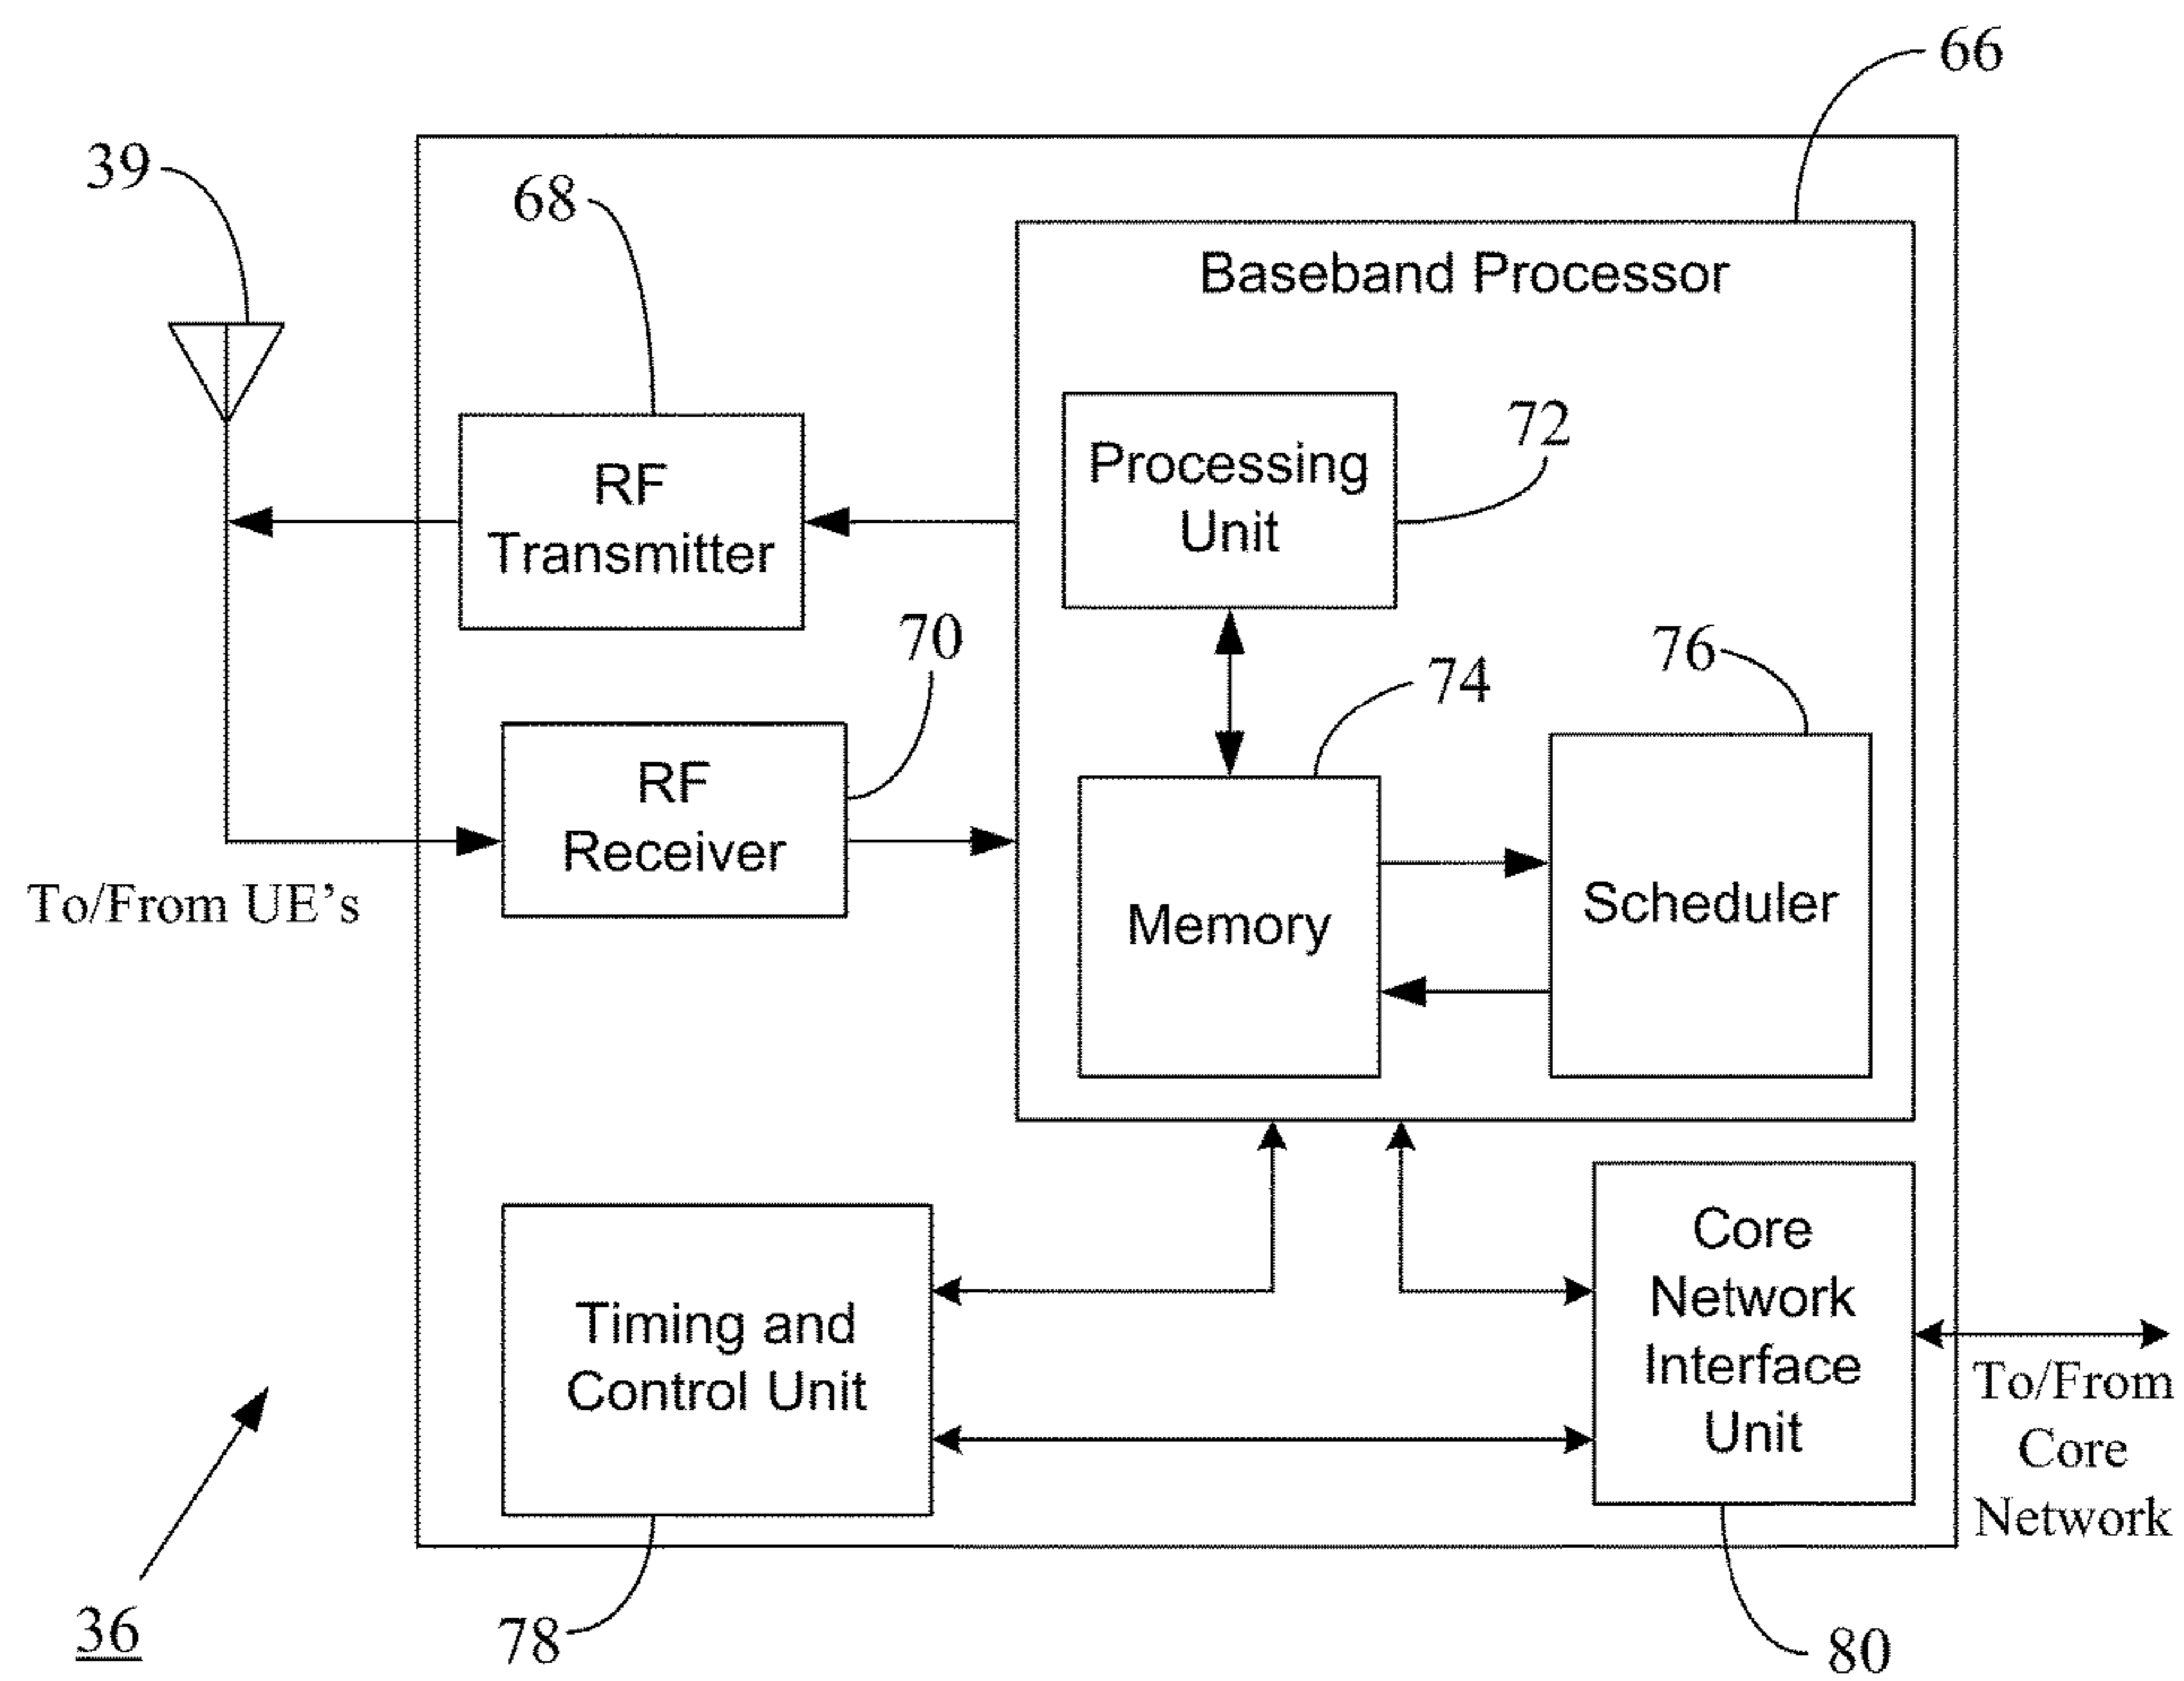 66
39
68
Baseband Processor
72
Processing
Unit
RF
Transmitter
70
76
74
RF
Receiver
To/From UE's
Memory
Scheduler
Core
Network
Interface
Unit
Timing and
Control Unit
To/From
Core
Network
36
78
80